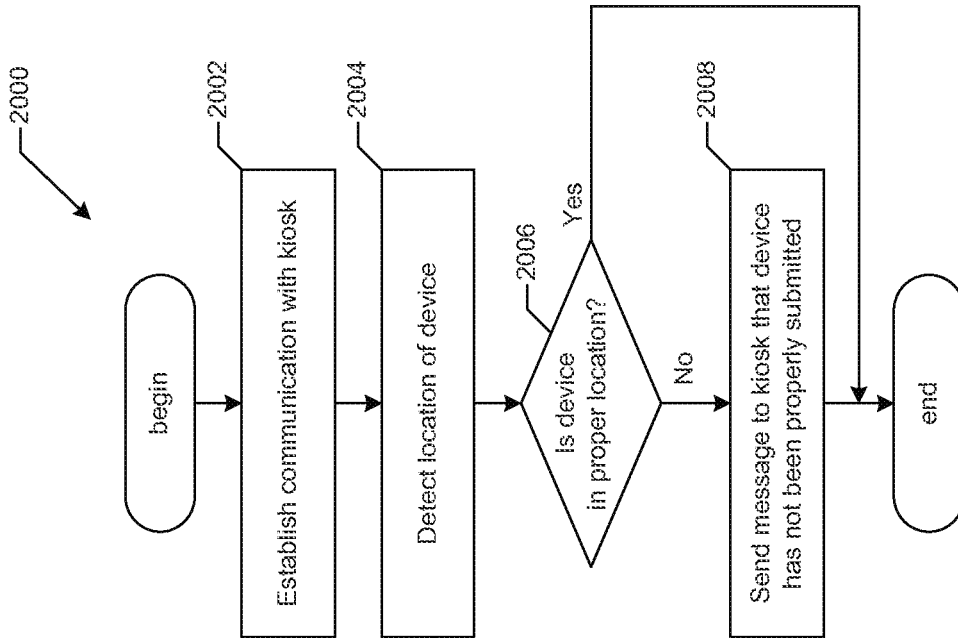 2000
begin
2002
Establish communication with kiosk
2004
Detect location of device
2006
Is device
in proper location?
Yes
No
2008
Send message to kiosk that device
has not been properly submitted
end